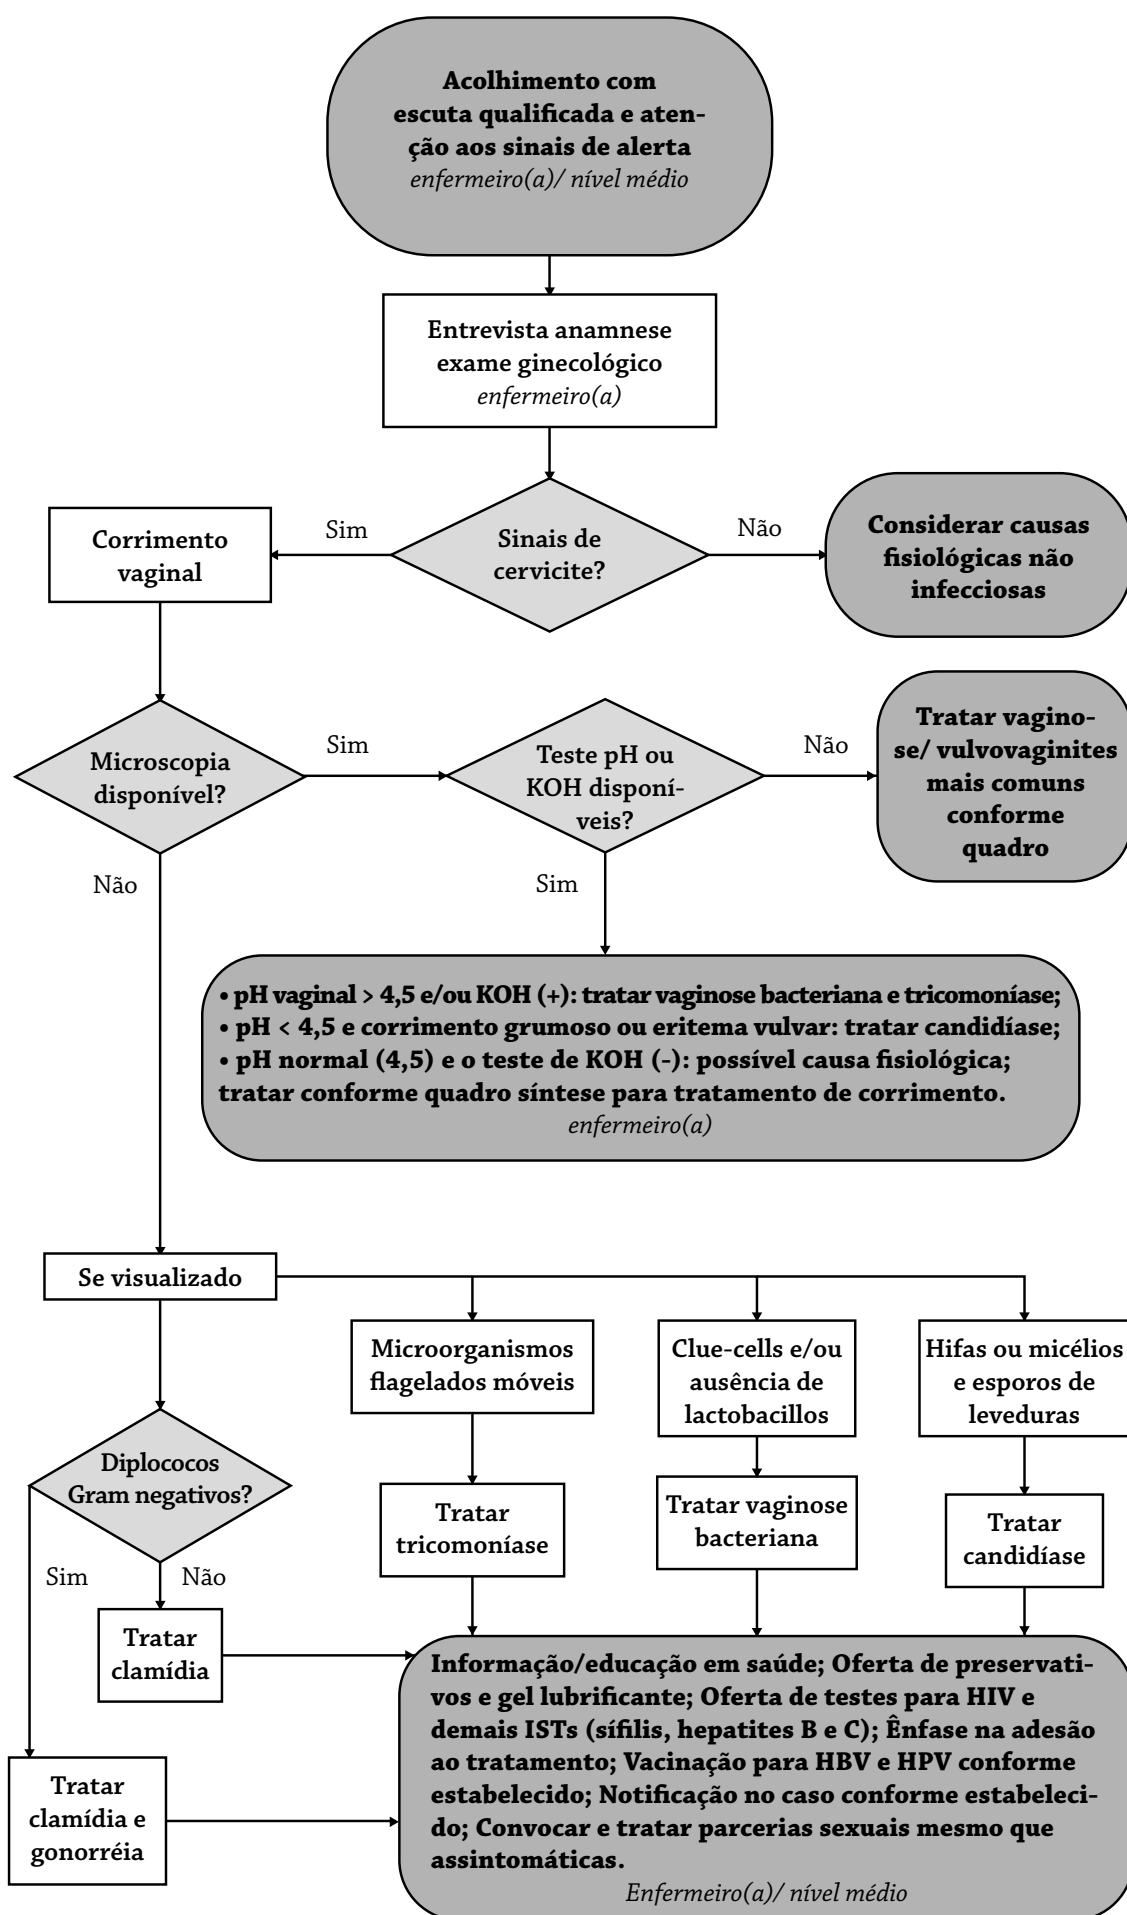 Acolhimento com
escuta qualificada e aten-
ção aos sinais de alerta
enfermeiro(a)/ nível médio
Entrevista anamnese
exame ginecológico
enfermeiro(a)
Sinais de
cervicite?
Sim
Não
Corrimento
vaginal
Considerar causas
fisiológicas não
infecciosas
Microscopia
disponível?
Sim
Não
Teste pH ou
KOH disponí-
veis?
Não
Sim
Tratar vagino-
se/ vulvovaginites
mais comuns
conforme
quadro
• pH vaginal > 4,5 e/ou KOH (+): tratar vaginose bacteriana e tricomoníase;
• pH < 4,5 e corrimento grumoso ou eritema vulvar: tratar candidíase;
• pH normal (4,5) e o teste de KOH (-): possível causa fisiológica;
tratar conforme quadro síntese para tratamento de corrimento.
enfermeiro(a)
Se visualizado
Microorganismos
flagelados móveis
Clue-cells e/ou
ausência de
lactobacillos
Hifas ou micélios
e esporos de
leveduras
Diplococos
Gram negativos?
Tratar
tricomoníase
Tratar vaginose
bacteriana
Tratar
candidíase
Sim
Não
Tratar
clamídia
Tratar
clamídia e
gonorréia
Informação/educação em saúde; Oferta de preservati-
vos e gel lubrificante; Oferta de testes para HIV e
demais ISTs (sífilis, hepatites B e C); Ênfase na adesão
ao tratamento; Vacinação para HBV e HPV conforme
estabelecido; Notificação no caso conforme estabeleci-
do; Convocar e tratar parcerias sexuais mesmo que
assintomáticas.
Enfermeiro(a)/ nível médio